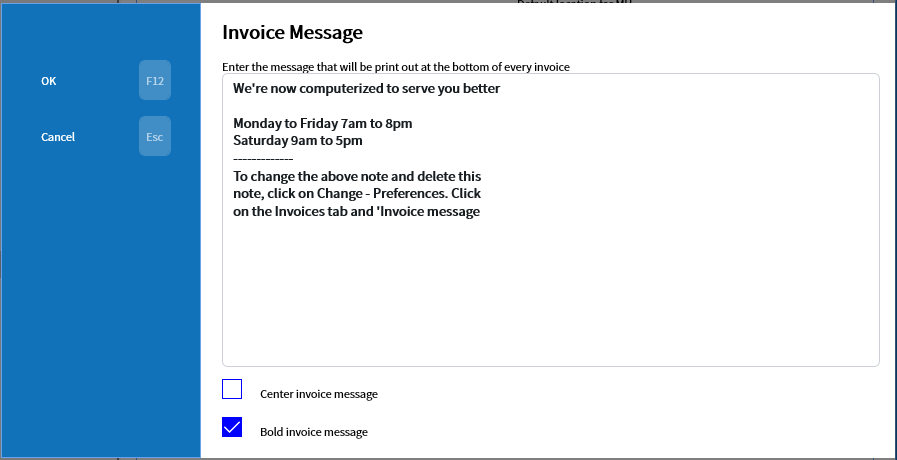 Invoice Message
Enter the message that will be print out at the bottom of every invoice
OK F12
Cancel Esc
We're now computerized to serve you better
Monday to Friday 7am to 8pm
Saturday 9am to 5pm
-------------
To change the above note and delete this
note, click on Change - Preferences. Click
on the Invoices tab and 'Invoice message
Center invoice message
Bold invoice message